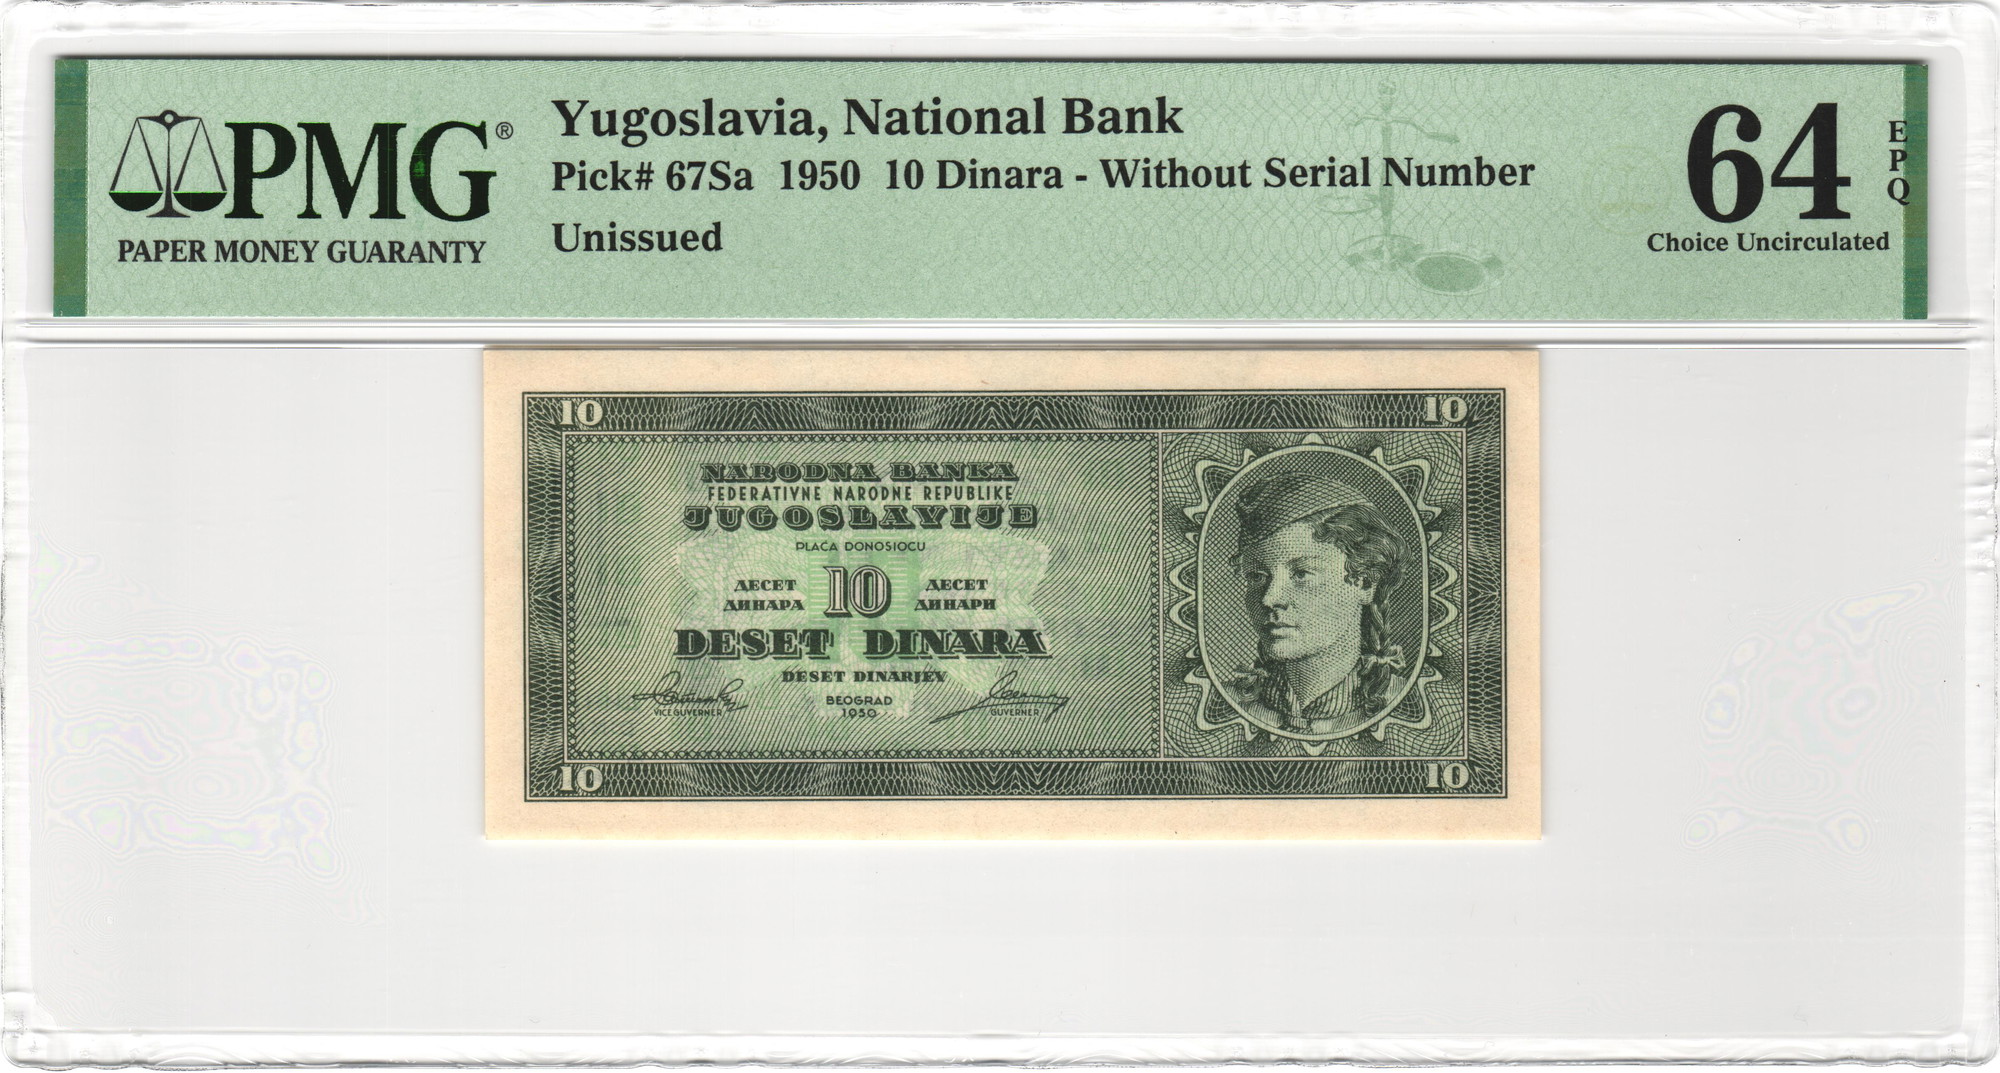 PMG®
PAPER MONEY GUARANTY
Yugoslavia, National Bank
Pick# 67Sa 1950 10 Dinara - Without Serial Number
Unissued
64
EPQ
Choice Uncirculated
10 10
NARODNA BANKA
FEDERATIVNE NARODNE REPUBLIKE
JUGOSLAVIJE
PLAĆA DONOSIOCU
ДЕСЕТ 10 ДЕСЕТ
ДИНАРА ДИНАРИ
DESET DINARA
DESET DINARJEV
BEOGRAD
VICEGUVERNER 1950 GUVERNER
10 10